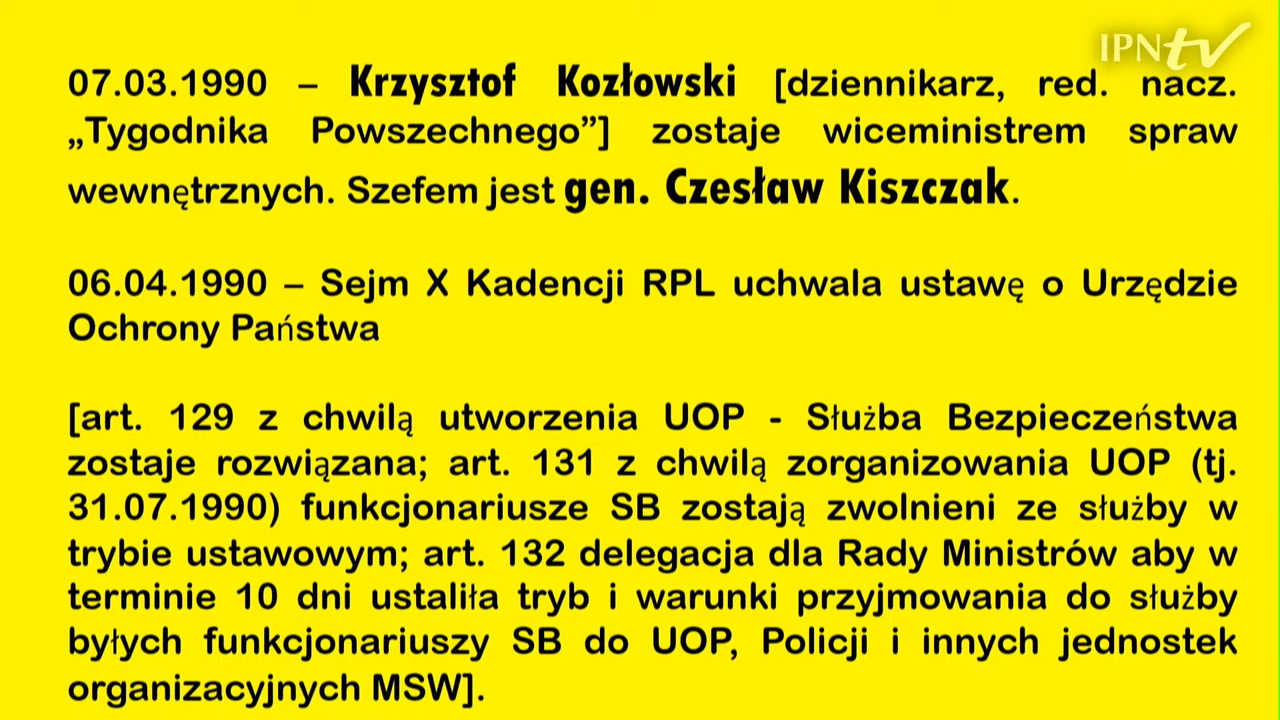 IPNtv
07.03.1990 – Krzysztof Kozłowski [dziennikarz, red. nacz.
„Tygodnika Powszechnego”] zostaje wiceministrem spraw
wewnętrznych. Szefem jest gen. Czesław Kiszczak.
06.04.1990 – Sejm X Kadencji RPL uchwala ustawę o Urzędzie
Ochrony Państwa
[art. 129 z chwilą utworzenia UOP - Służba Bezpieczeństwa
zostaje rozwiązana; art. 131 z chwilą zorganizowania UOP (tj.
31.07.1990) funkcjonariusze SB zostają zwolnieni ze służby w
trybie ustawowym; art. 132 delegacja dla Rady Ministrów aby w
terminie 10 dni ustaliła tryb i warunki przyjmowania do służby
byłych funkcjonariuszy SB do UOP, Policji i innych jednostek
organizacyjnych MSW].